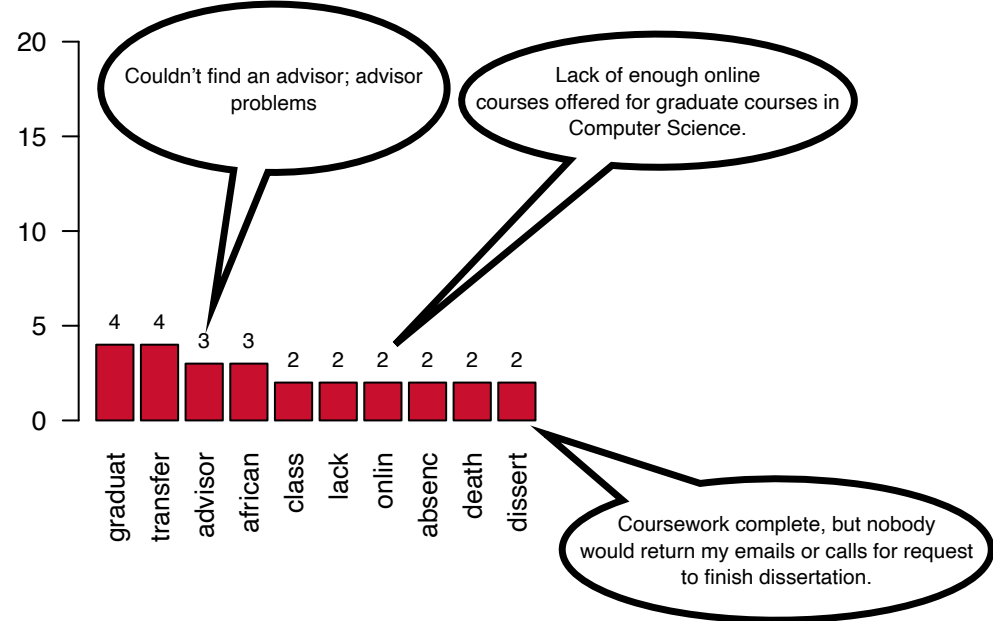 20
15
10
5
0
Couldn't find an advisor; advisor
problems
Lack of enough online
courses offered for graduate courses in
Computer Science.
4 4 3 3 2 2 2 2 2 2
graduat
transfer
advisor
african
class
lack
onlin
absenc
death
dissert
Coursework complete, but nobody
would return my emails or calls for request
to finish dissertation.